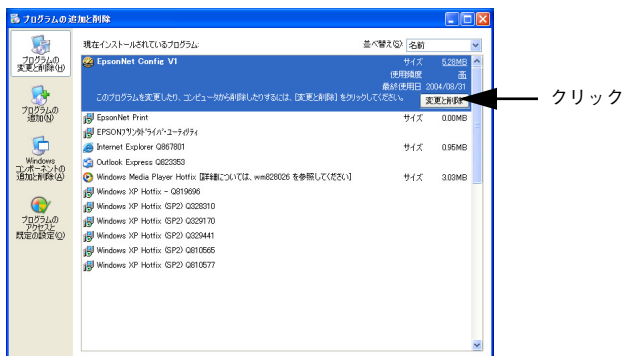 プログラムの追加と削除
プログラムの
変更と削除(H)
プログラムの
追加(N)
Windows
コンポーネントの
追加と削除(A)
プログラムの
アクセスと
既定の設定(O)
現在インストールされているプログラム:
並べ替え(S): 名前
EpsonNet Config V1
サイズ 5.28MB
使用頻度 高
最終使用日 2004/08/31
このプログラムを変更したり、コンピュータから削除したりするには、[変更と削除] をクリックしてください。
変更と削除
クリック
EpsonNet Print サイズ 0.00MB
EPSONプリンタドライバ・ユーティリティ
Internet Explorer Q867801 サイズ 0.95MB
Outlook Express Q823353
Windows Media Player Hotfix [詳細については、wm828026 を参照してください] サイズ 3.03MB
Windows XP Hotfix - Q819696
Windows XP Hotfix (SP2) Q328310
Windows XP Hotfix (SP2) Q329170
Windows XP Hotfix (SP2) Q329441
Windows XP Hotfix (SP2) Q810565
Windows XP Hotfix (SP2) Q810577